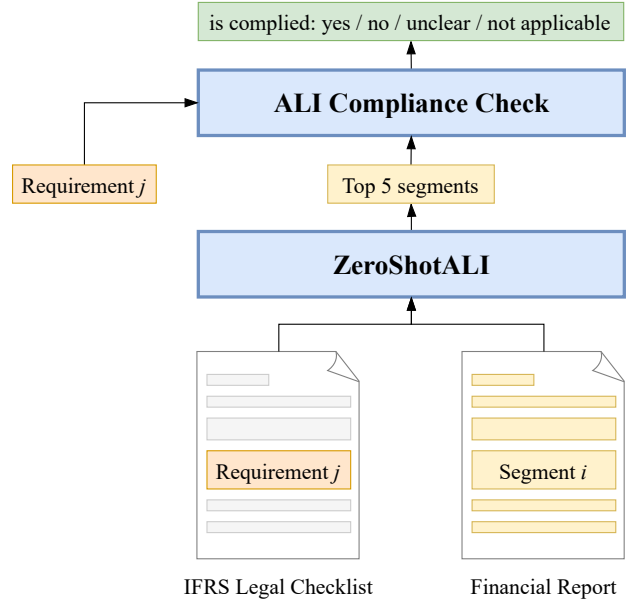 is complied: yes / no / unclear / not applicable
ALI Compliance Check
Requirement j
Top 5 segments
ZeroShotALI
Requirement j
Segment i
IFRS Legal Checklist
Financial Report